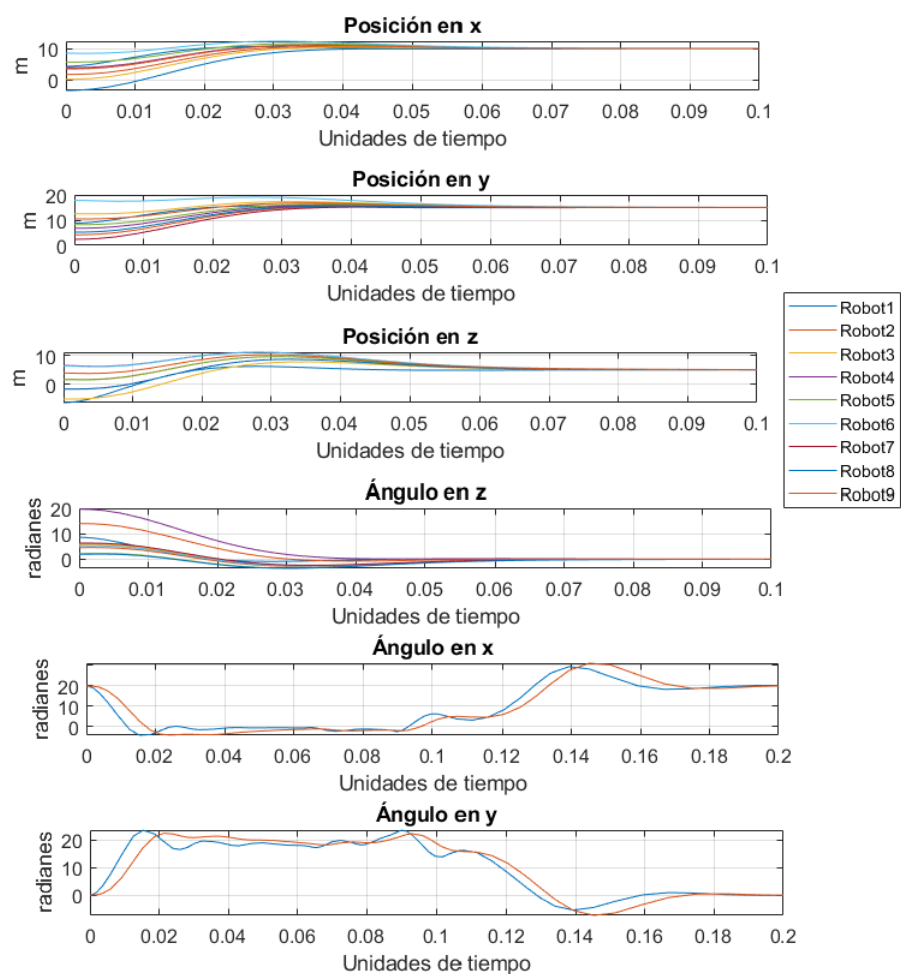 Posición en x
m
10
0
0 0.01 0.02 0.03 0.04 0.05 0.06 0.07 0.08 0.09 0.1
Unidades de tiempo
Posición en y
m
20
10
0
0 0.01 0.02 0.03 0.04 0.05 0.06 0.07 0.08 0.09 0.1
Unidades de tiempo
Posición en z
m
10
0
0 0.01 0.02 0.03 0.04 0.05 0.06 0.07 0.08 0.09 0.1
Unidades de tiempo
Robot1
Robot2
Robot3
Robot4
Robot5
Robot6
Robot7
Robot8
Robot9
Ángulo en z
radianes
20
10
0
0 0.01 0.02 0.03 0.04 0.05 0.06 0.07 0.08 0.09 0.1
Unidades de tiempo
Ángulo en x
radianes
20
10
0
0 0.02 0.04 0.06 0.08 0.1 0.12 0.14 0.16 0.18 0.2
Unidades de tiempo
Ángulo en y
radianes
20
10
0
0 0.02 0.04 0.06 0.08 0.1 0.12 0.14 0.16 0.18 0.2
Unidades de tiempo